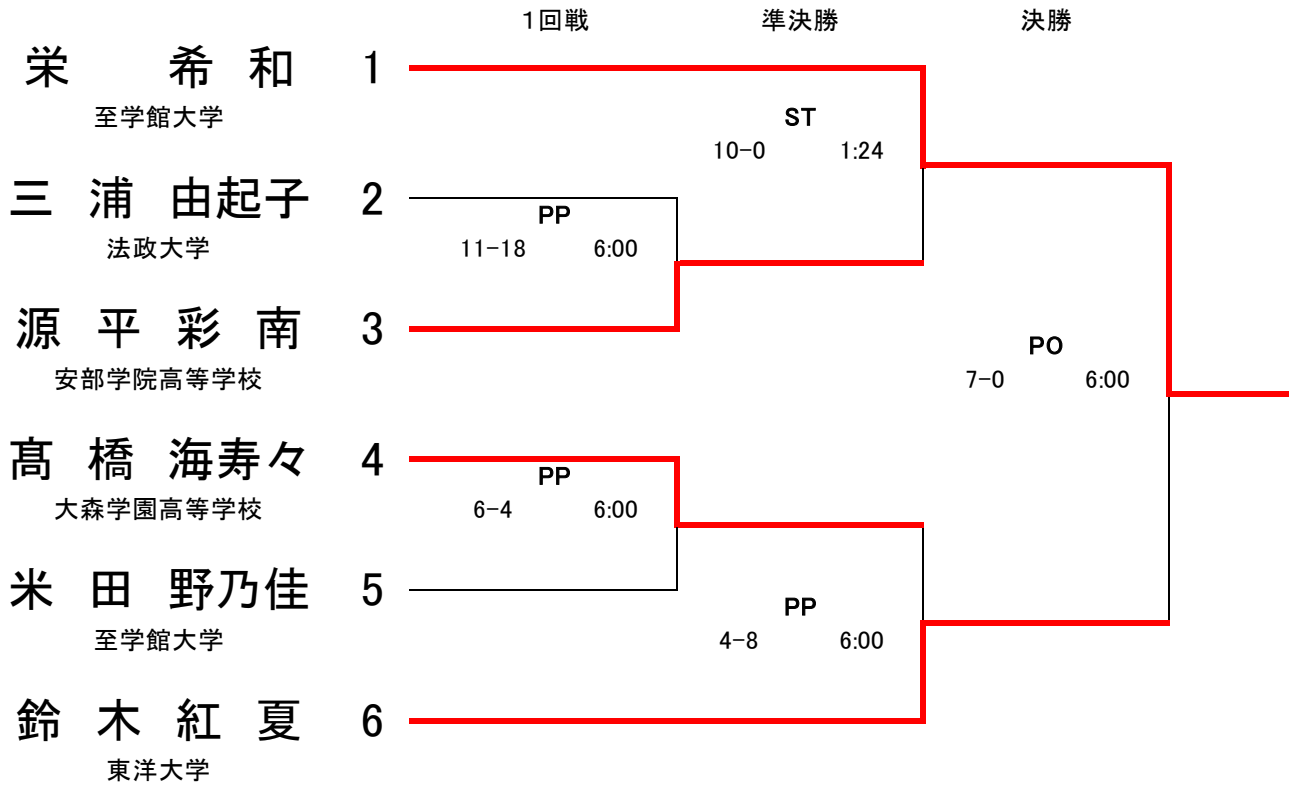 １回戦 準決勝 決勝
栄 希 和 1
至学館大学
ST
10-0 1:24
三 浦 由起子 2
法政大学
PP
11-18 6:00
源 平 彩 南 3
安部学院高等学校
PO
7-0 6:00
髙 橋 海寿々 4
大森学園高等学校
PP
6-4 6:00
米 田 野乃佳 5
至学館大学
PP
4-8 6:00
鈴 木 紅 夏 6
東洋大学